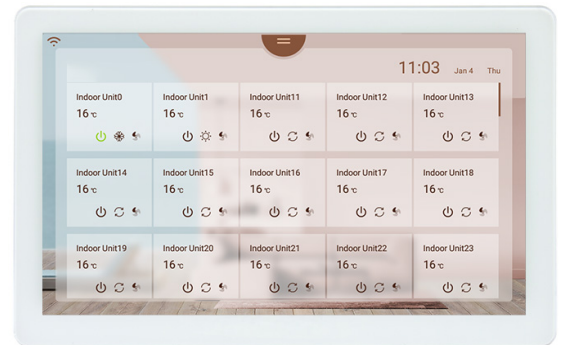 11:03 Jan 4 Thu
Indoor Unit0 Indoor Unit1 Indoor Unit11 Indoor Unit12 Indoor Unit13
16 °C 16 °C 16 °C 16 °C 16 °C
Indoor Unit14 Indoor Unit15 Indoor Unit16 Indoor Unit17 Indoor Unit18
16 °C 16 °C 16 °C 16 °C 16 °C
Indoor Unit19 Indoor Unit20 Indoor Unit21 Indoor Unit22 Indoor Unit23
16 °C 16 °C 16 °C 16 °C 16 °C